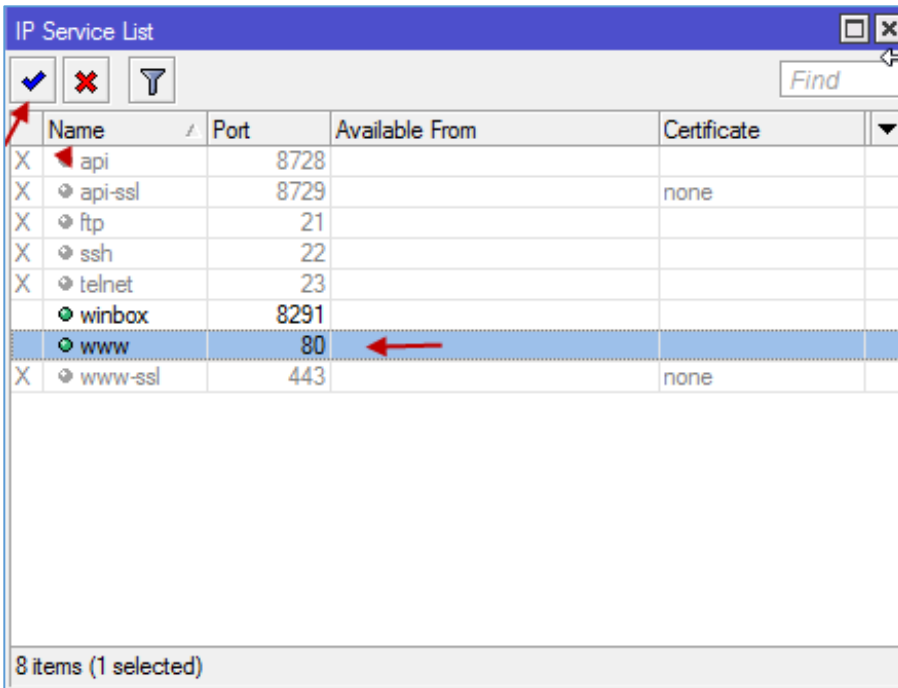 IP Service List
Find
Name Port Available From Certificate
X api 8728
X api-ssl 8729 none
X ftp 21
X ssh 22
X telnet 23
winbox 8291
www 80
X www-ssl 443 none
8 items (1 selected)